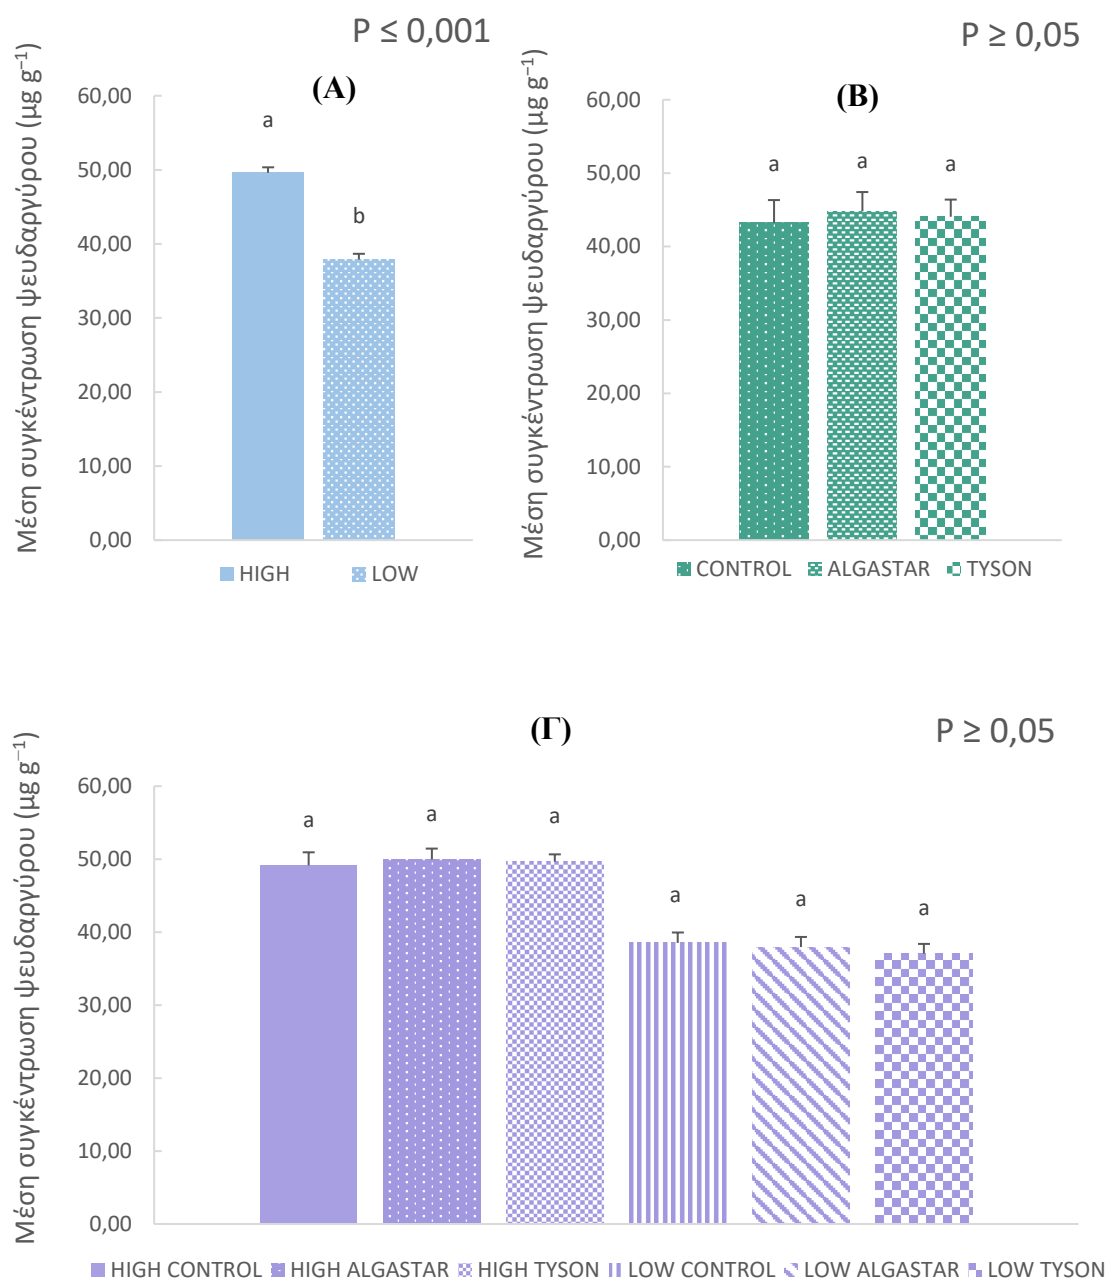 P ≤ 0,001
P ≥ 0,05
Μέση συγκέντρωση ψευδαργύρου (μg g⁻¹)
(Α)
60,00
50,00
40,00
30,00
20,00
10,00
0,00
a
b
HIGH
LOW
Μέση συγκέντρωση ψευδαργύρου (μg g⁻¹)
(Β)
60,00
50,00
40,00
30,00
20,00
10,00
0,00
a a a
CONTROL ALGASTAR TYSON
(Γ)
P ≥ 0,05
Μέση συγκέντρωση ψευδαργύρου (μg g⁻¹)
60,00
50,00
40,00
30,00
20,00
10,00
0,00
a a a a a a
HIGH CONTROL HIGH ALGASTAR HIGH TYSON LOW CONTROL LOW ALGASTAR LOW TYSON